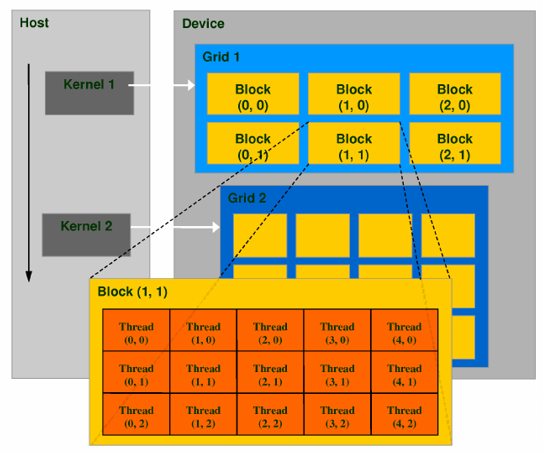 Host
Device
Grid 1
Kernel 1
Block Block Block
(0, 0) (1, 0) (2, 0)
Block Block Block
(0, 1) (1, 1) (2, 1)
Grid 2
Kernel 2
Block (1, 1)
Thread Thread Thread Thread Thread
(0, 0) (1, 0) (2, 0) (3, 0) (4, 0)
Thread Thread Thread Thread Thread
(0, 1) (1, 1) (2, 1) (3, 1) (4, 1)
Thread Thread Thread Thread Thread
(0, 2) (1, 2) (2, 2) (3, 2) (4, 2)